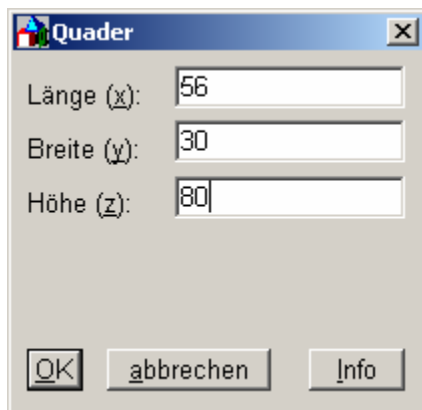 Quader
Länge (x): 56
Breite (y): 30
Höhe (z): 80
OK abbrechen Info